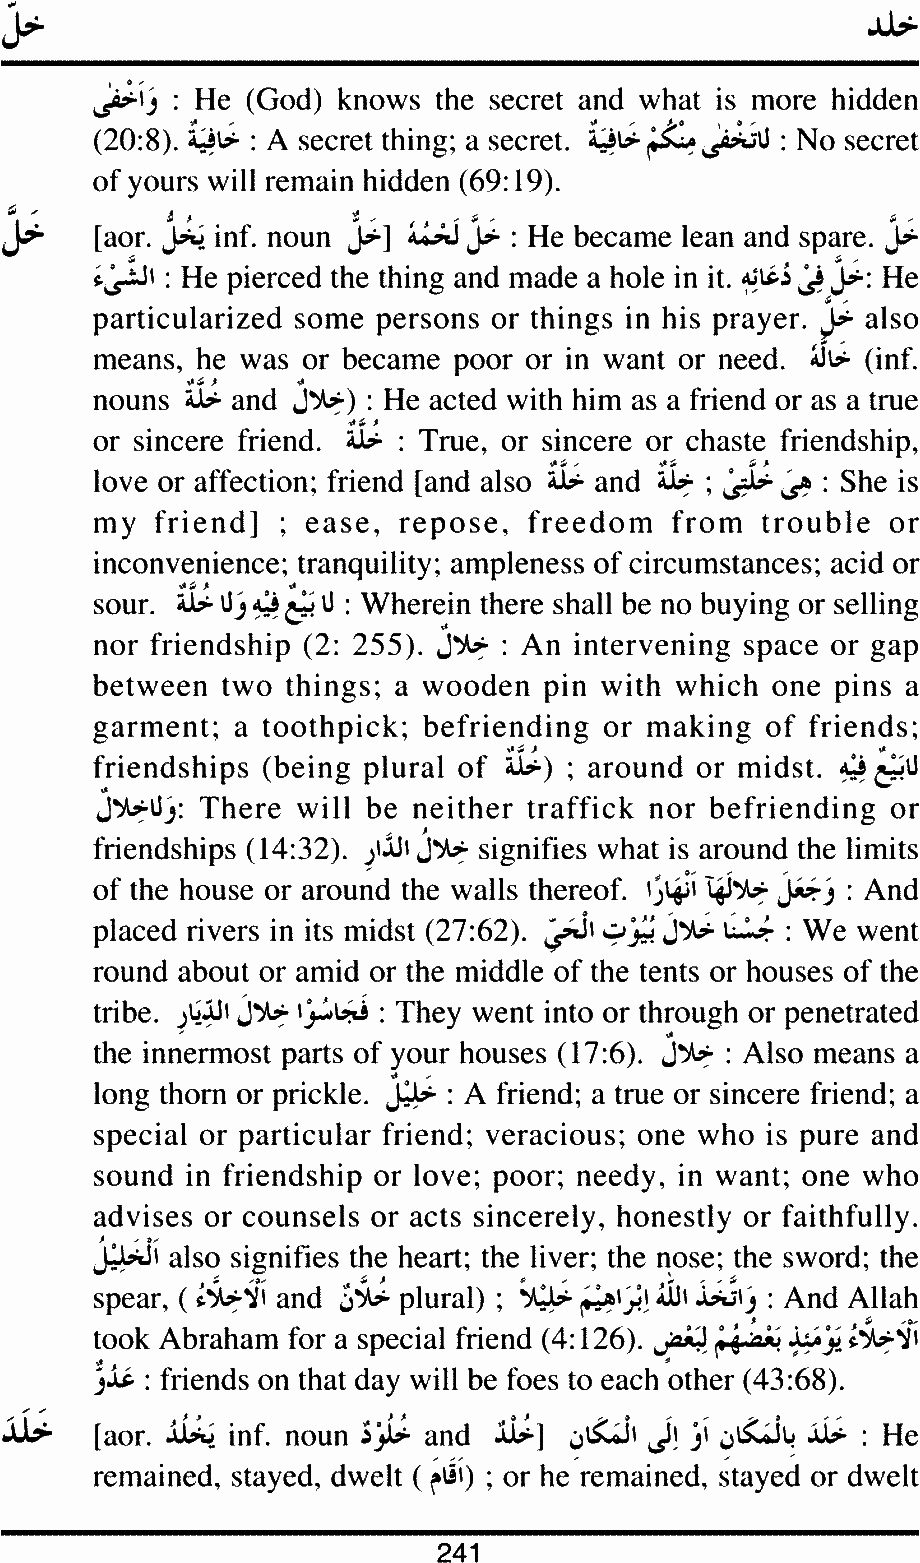 خلّ خلد
وَاَخْفٰى : He (God) knows the secret and what is more hidden
(20:8). خَافِيَةٌ : A secret thing; a secret. لاتَخْفٰى مِنْكُمْ خَافِيَةٌ : No secret
of yours will remain hidden (69:19).
خَلَّ [aor. يَخُلُّ inf. noun خَلٌّ] خَلَّ لَحْمُهٗ : He became lean and spare. خَلَّ
الشَّيْءَ : He pierced the thing and made a hole in it. خَلَّ فِىْ دُعَائِهٖ: He
particularized some persons or things in his prayer. خَلَّ also
means, he was or became poor or in want or need. خَالَّهٗ (inf.
nouns خُلَّةٌ and خِلالٌ) : He acted with him as a friend or as a true
or sincere friend. خُلَّةٌ : True, or sincere or chaste friendship,
love or affection; friend [and also خَلَّةٌ and خِلَّةٌ ; هِىَ خُلَّتِىْ : She is
my friend] ; ease, repose, freedom from trouble or
inconvenience; tranquility; ampleness of circumstances; acid or
sour. لا بَيْعٌ فِيْهِ وَلا خُلَّةٌ : Wherein there shall be no buying or selling
nor friendship (2: 255). خِلالٌ : An intervening space or gap
between two things; a wooden pin with which one pins a
garment; a toothpick; befriending or making of friends;
friendships (being plural of خُلَّةٌ) ; around or midst. لابَيْعٌ فِيْهِ
وَلاخِلالٌ: There will be neither traffick nor befriending or
friendships (14:32). خِلالُ الدَّارِ signifies what is around the limits
of the house or around the walls thereof. وَجَعَلَ خِلالَهَآ اَنْهَارًا : And
placed rivers in its midst (27:62). جُسْنَا خَلالَ بُيُوْتِ الْحَيِّ : We went
round about or amid or the middle of the tents or houses of the
tribe. فَجَاسُوْا خِلالَ الدِّيَارِ : They went into or through or penetrated
the innermost parts of your houses (17:6). خِلالٌ : Also means a
long thorn or prickle. خَلِيْلٌ : A friend; a true or sincere friend; a
special or particular friend; veracious; one who is pure and
sound in friendship or love; poor; needy, in want; one who
advises or counsels or acts sincerely, honestly or faithfully.
اَلْخَلِيْلُ also signifies the heart; the liver; the nose; the sword; the
spear, ( اَلْاَخِلَّاءُ and خُلَّانٌ plural) ; وَاتَّخَذَ اللّٰهُ اِبْرَاهِيْمَ خَلِيْلًا : And Allah
took Abraham for a special friend (4:126). اَلْاَخِلَّاءُ يَوْمَئِذٍ بَعْضُهُمْ لِبَعْضٍ
عَدُوٌّ : friends on that day will be foes to each other (43:68).
خَلَدَ [aor. يَخْلُدُ inf. noun خُلُوْدٌ and خُلْدٌ] خَلَدَ بِالْمَكَانِ اَوْ اِلَى الْمَكَانِ : He
remained, stayed, dwelt ( اَقَامَ) ; or he remained, stayed or dwelt
241